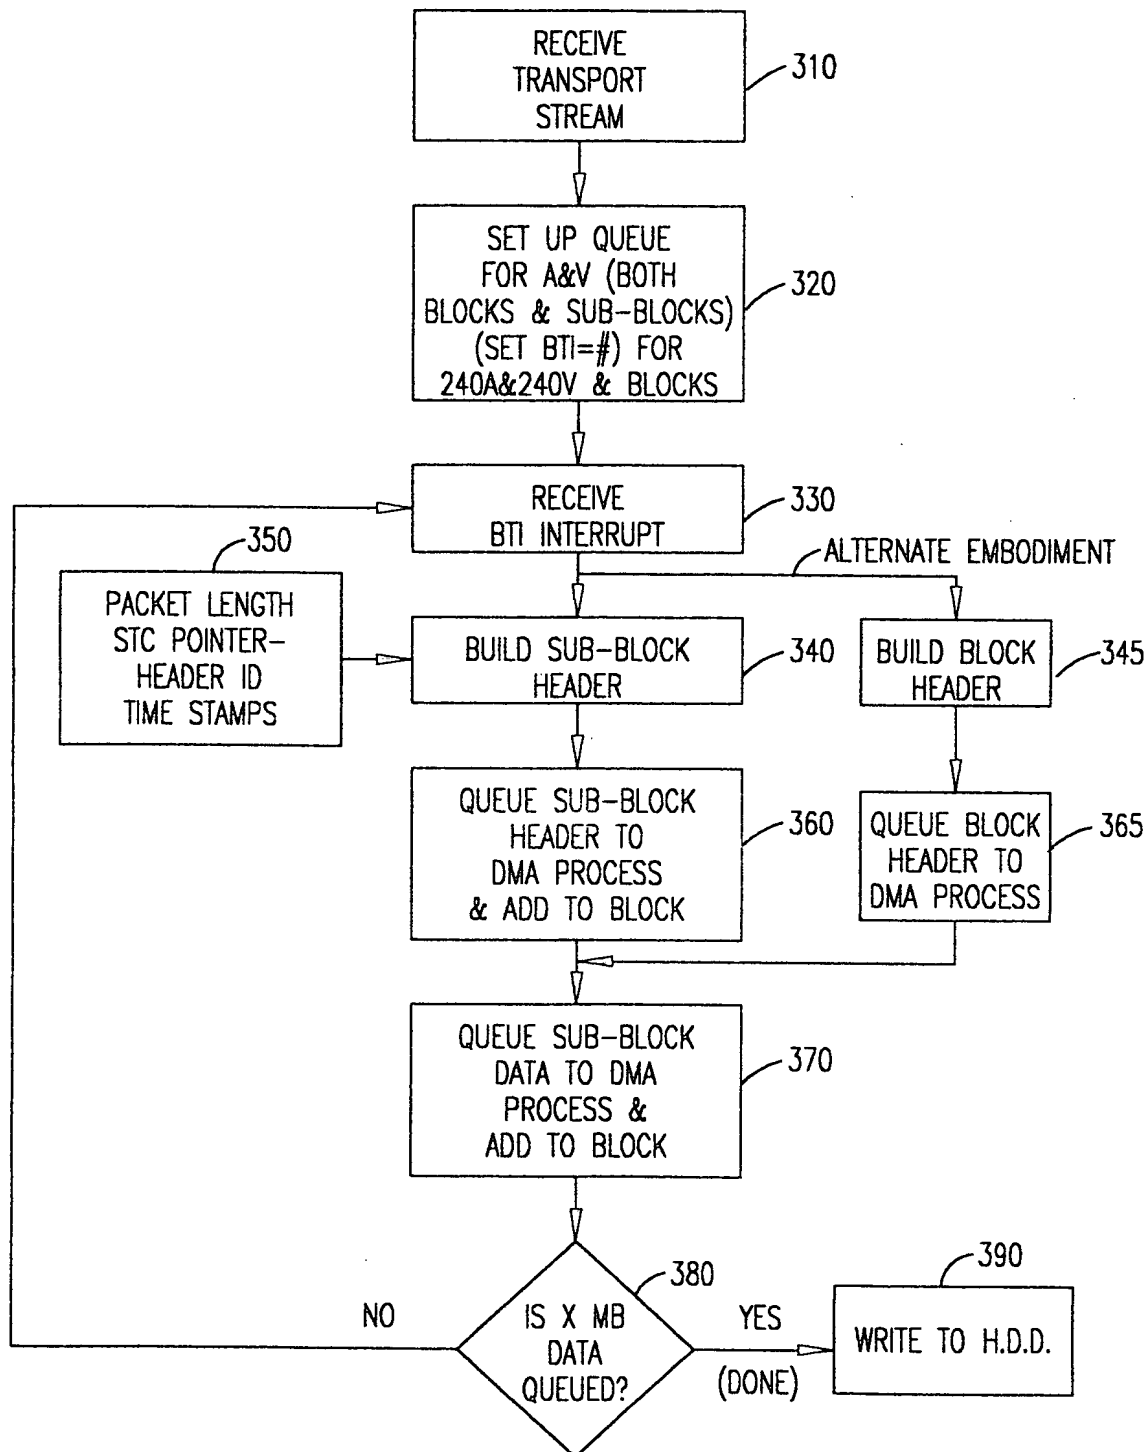 RECEIVE
TRANSPORT
STREAM
310
SET UP QUEUE
FOR A&V (BOTH
BLOCKS & SUB-BLOCKS)
(SET BTI=#) FOR
240A&240V & BLOCKS
320
RECEIVE
BTI INTERRUPT
330
ALTERNATE EMBODIMENT
350
PACKET LENGTH
STC POINTER-
HEADER ID
TIME STAMPS
BUILD SUB-BLOCK
HEADER
340
BUILD BLOCK
HEADER
345
QUEUE SUB-BLOCK
HEADER TO
DMA PROCESS
& ADD TO BLOCK
360
QUEUE BLOCK
HEADER TO
DMA PROCESS
365
QUEUE SUB-BLOCK
DATA TO DMA
PROCESS &
ADD TO BLOCK
370
IS X MB
DATA
QUEUED?
380
NO
YES
(DONE)
390
WRITE TO H.D.D.